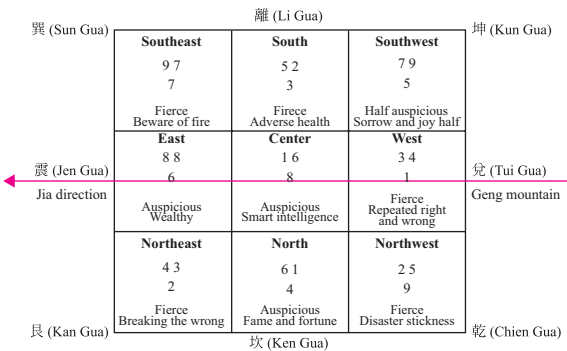 離 (Li Gua)
巽 (Sun Gua)
坤 (Kun Gua)
Southeast
9 7
7
Fierce
Beware of fire
South
5 2
3
Firece
Adverse health
Southwest
7 9
5
Half auspicious
Sorrow and joy half
震 (Jen Gua)
Jia direction
East
8 8
6
Auspicious
Wealthy
Center
1 6
8
Auspicious
Smart intelligence
West
3 4
1
Fierce
Repeated right
and wrong
兌 (Tui Gua)
Geng mountain
Northeast
4 3
2
Fierce
Breaking the wrong
North
6 1
4
Auspicious
Fame and fortune
Northwest
2 5
9
Fierce
Disaster stickness
艮 (Kan Gua)
坎 (Ken Gua)
乾 (Chien Gua)